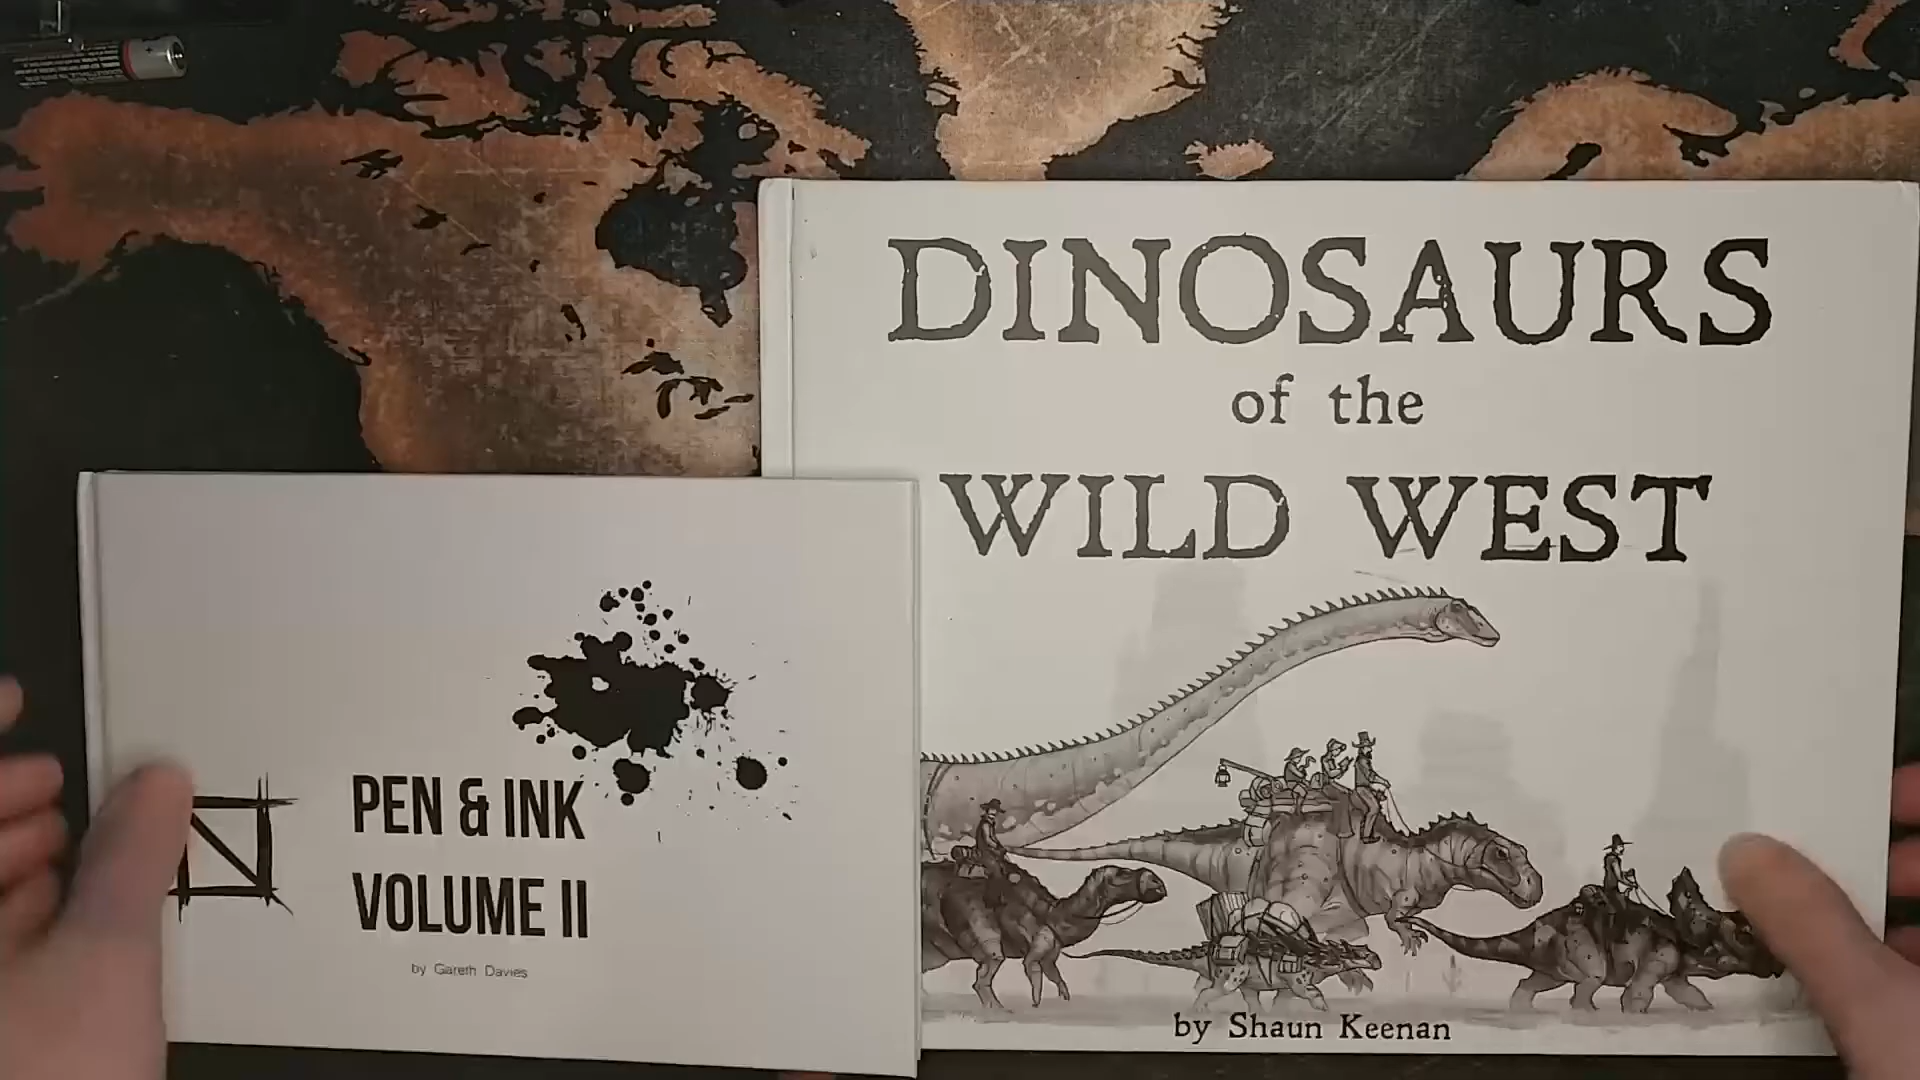 PEN & INK
VOLUME II
by Gareth Davies
DINOSAURS
of the
WILD WEST
by Shaun Keenan